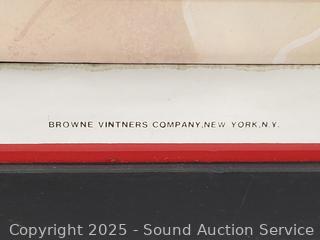 BROWNE VINTNERS COMPANY,NEW YORK,N.Y.
Copyright 2025 - Sound Auction Service